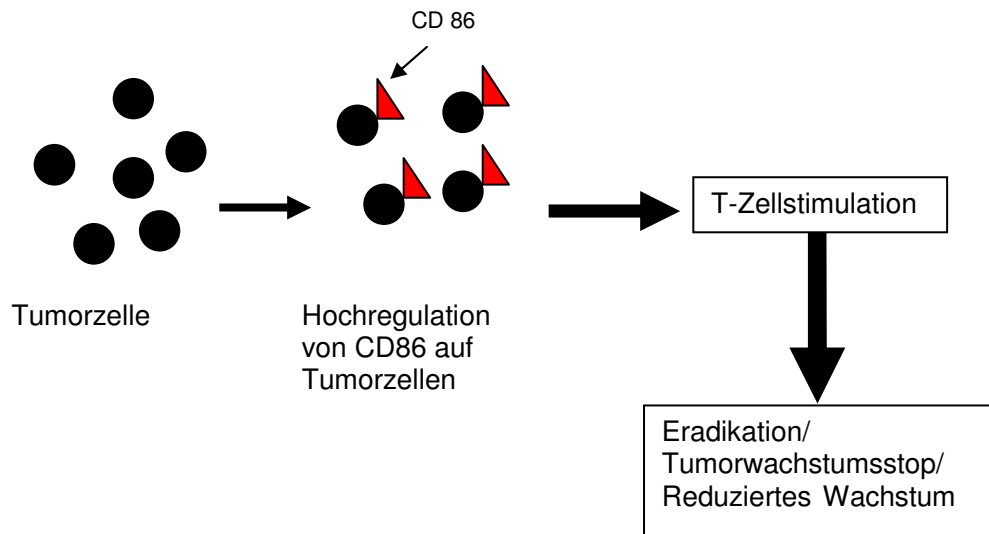 CD 86
T-Zellstimulation
Tumorzelle
Hochregulation
von CD86 auf
Tumorzellen
Eradikation/
Tumorwachstumsstop/
Reduziertes Wachstum